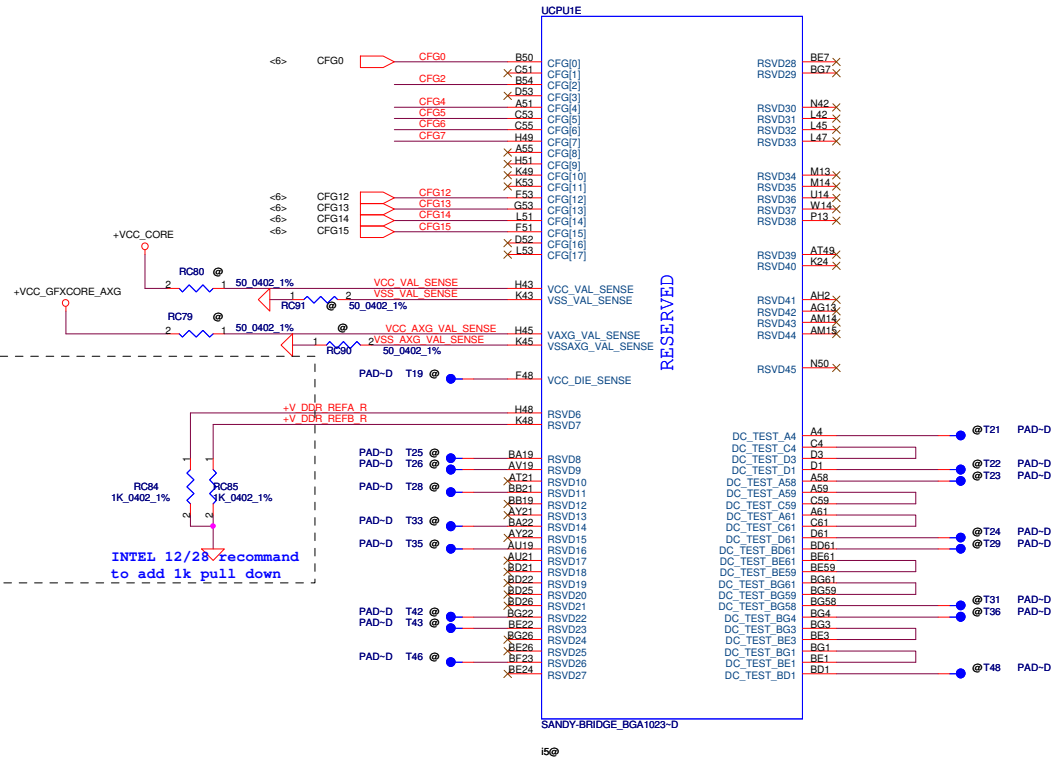 UCPU1E
<6> CFG0 CFG0 B50 CFG[0] RSVD28 BE7
C51 CFG[1] RSVD29 BG7
CFG2 B54 CFG[2]
D53 CFG[3]
CFG4 A51 CFG[4] RSVD30 N42
CFG5 C53 CFG[5] RSVD31 L42
CFG6 C55 CFG[6] RSVD32 L45
CFG7 H49 CFG[7] RSVD33 L47
A55 CFG[8]
H51 CFG[9]
K49 CFG[10] RSVD34 M13
K53 CFG[11] RSVD35 M14
<6> CFG12 CFG12 F53 CFG[12] RSVD36 U14
<6> CFG13 CFG13 G53 CFG[13] RSVD37 W14
<6> CFG14 CFG14 L51 CFG[14] RSVD38 P13
<6> CFG15 CFG15 F51 CFG[15]
D52 CFG[16]
L53 CFG[17] RSVD39 AT49
RSVD40 K24
+VCC_CORE
RC80 @
2 1 50_0402_1% VCC_VAL_SENSE H43 VCC_VAL_SENSE
+VCC_GFXCORE_AXG
1 2 VSS_VAL_SENSE K43 VSS_VAL_SENSE RSVD41 AH2
RC91 @ 50_0402_1% RSVD42 AG13
RC79 @ RSVD43 AM14
2 1 50_0402_1% @ VCC_AXG_VAL_SENSE H45 VAXG_VAL_SENSE RSVD44 AM15
1 2 VSS_AXG_VAL_SENSE K45 VSSAXG_VAL_SENSE
RC90 50_0402_1%
RESERVED
RSVD45 N50
PAD~D T19 @ F48 VCC_DIE_SENSE
+V_DDR_REFA_R H48 RSVD6
+V_DDR_REFB_R K48 RSVD7
DC_TEST_A4 A4 @T21 PAD~D
DC_TEST_C4 C4
PAD~D T25 @ BA19 RSVD8 DC_TEST_D3 D3
PAD~D T26 @ AV19 RSVD9 DC_TEST_D1 D1 @T22 PAD~D
AT21 RSVD10 DC_TEST_A58 A58 @T23 PAD~D
PAD~D T28 @ BB21 RSVD11 DC_TEST_A59 A59
BB19 RSVD12 DC_TEST_C59 C59
AY21 RSVD13 DC_TEST_A61 A61
PAD~D T33 @ BA22 RSVD14 DC_TEST_C61 C61
AY22 RSVD15 DC_TEST_D61 D61 @T24 PAD~D
PAD~D T35 @ AU19 RSVD16 DC_TEST_BD61 BD61 @T29 PAD~D
AU21 RSVD17 DC_TEST_BE61 BE61
BD21 RSVD18 DC_TEST_BE59 BE59
BD22 RSVD19 DC_TEST_BG61 BG61
BD25 RSVD20 DC_TEST_BG59 BG59
BD26 RSVD21 DC_TEST_BG58 BG58 @T31 PAD~D
PAD~D T42 @ BG22 RSVD22 DC_TEST_BG4 BG4 @T36 PAD~D
PAD~D T43 @ BE22 RSVD23 DC_TEST_BG3 BG3
BG26 RSVD24 DC_TEST_BE3 BE3
BE26 RSVD25 DC_TEST_BG1 BG1
PAD~D T46 @ BF23 RSVD26 DC_TEST_BE1 BE1
BE24 RSVD27 DC_TEST_BD1 BD1 @T48 PAD~D
1 1
RC84 RC85
1K_0402_1% 1K_0402_1%
2 2
INTEL 12/28 recommand
to add 1k pull down
SANDY-BRIDGE_BGA1023~D
i5@